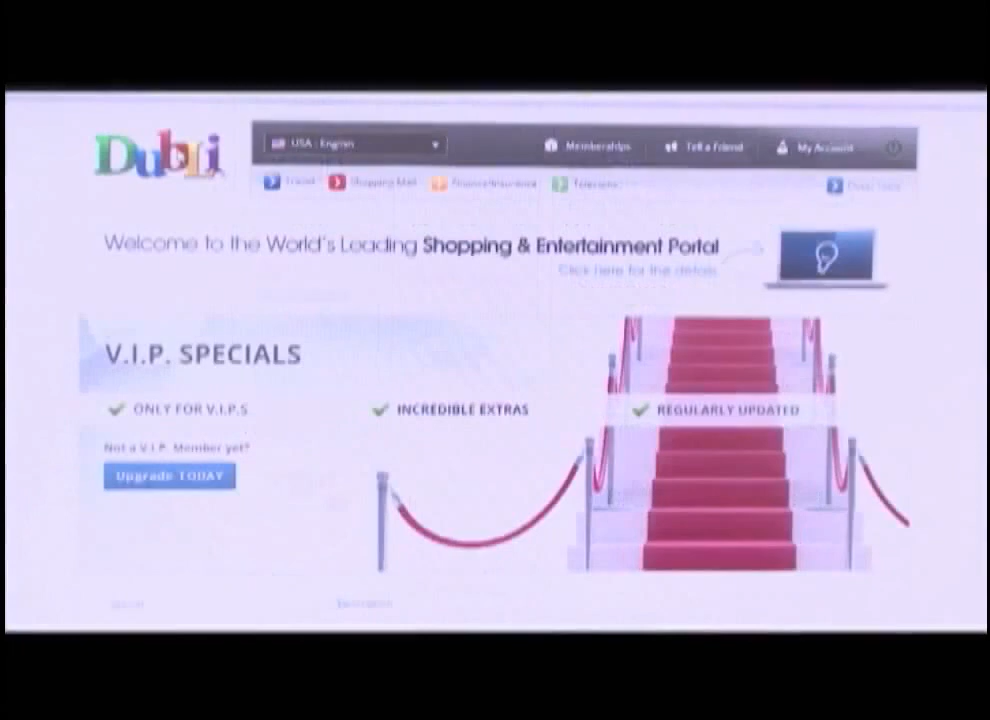 DubLi
USA - English
Memberships
Tell a Friend
My Account
Travel
Shopping Mall
Finance/Insurance
Welcome to the World's Leading Shopping & Entertainment Portal
Click here for the details
V.I.P. SPECIALS
ONLY FOR V.I.P.S
INCREDIBLE EXTRAS
REGULARLY UPDATED
Not a V.I.P. Member yet?
Upgrade TODAY